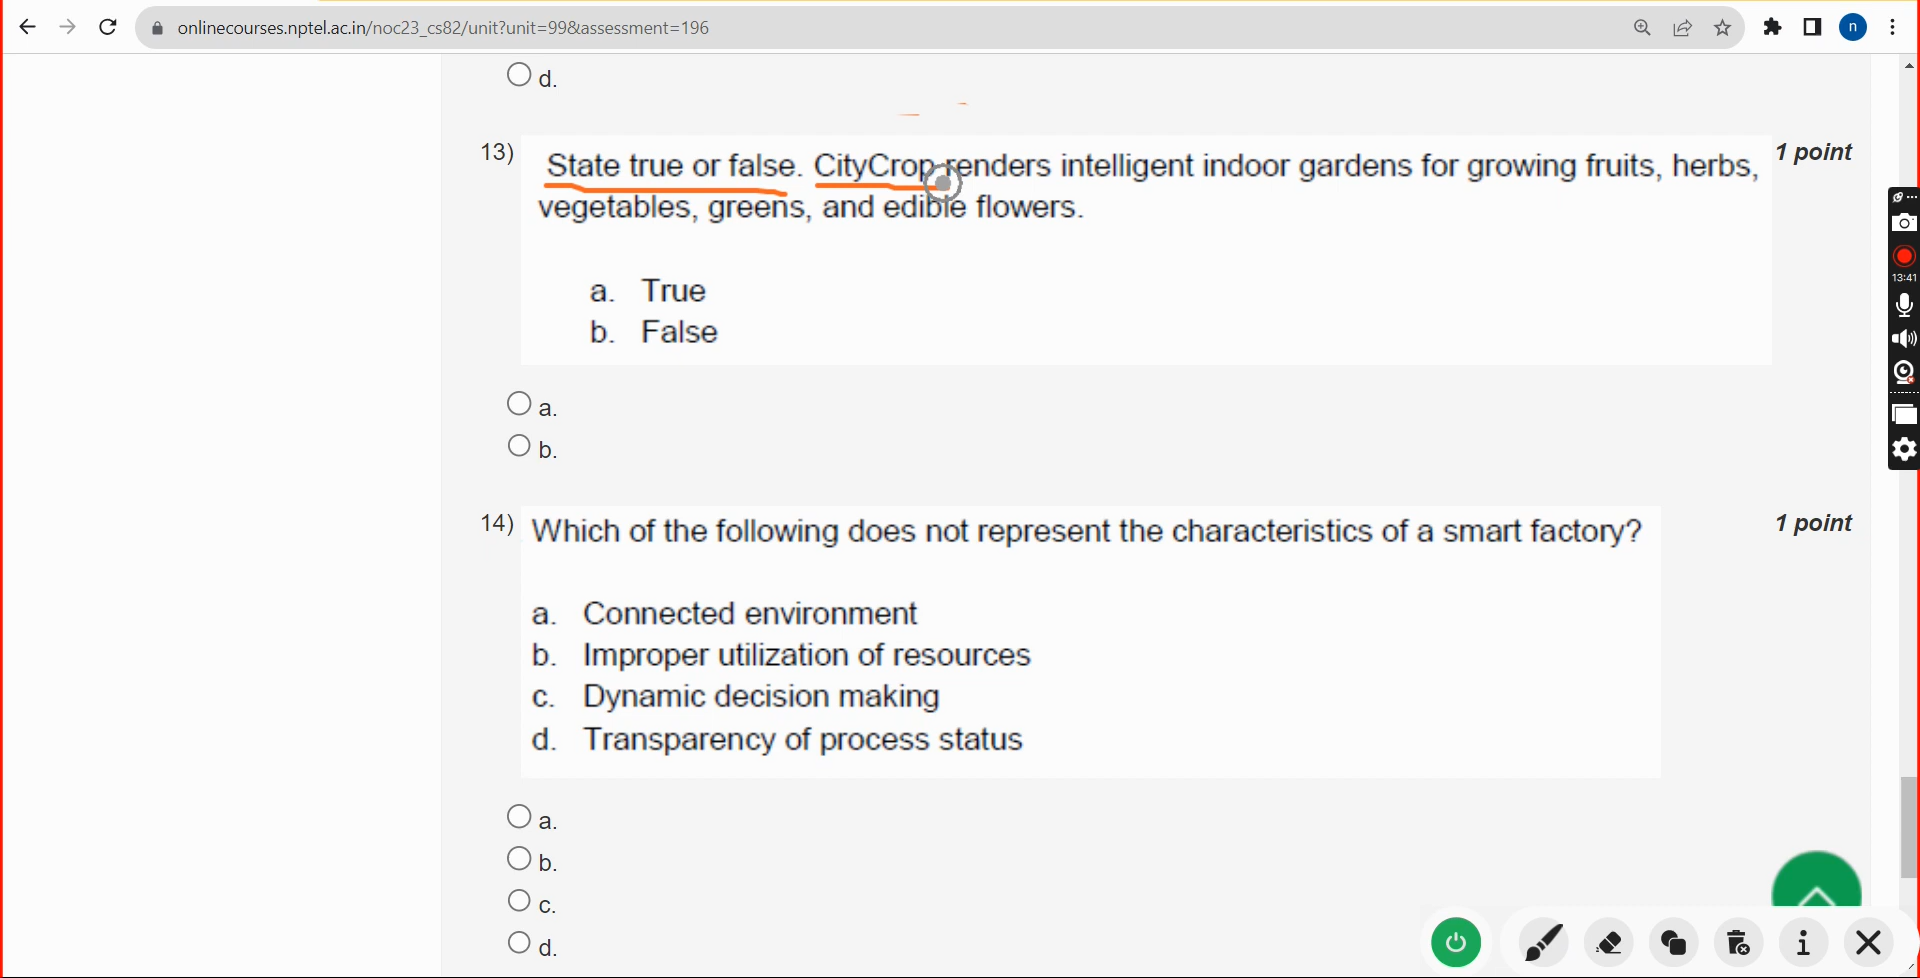 onlinecourses.nptel.ac.in/noc23_cs82/unit?unit=99&assessment=196
n
d.
13)
State true or false. CityCrop renders intelligent indoor gardens for growing fruits, herbs,
vegetables, greens, and edible flowers.
1 point
a. True
b. False
a.
b.
13:41
14)
Which of the following does not represent the characteristics of a smart factory?
1 point
a. Connected environment
b. Improper utilization of resources
c. Dynamic decision making
d. Transparency of process status
a.
b.
c.
d.